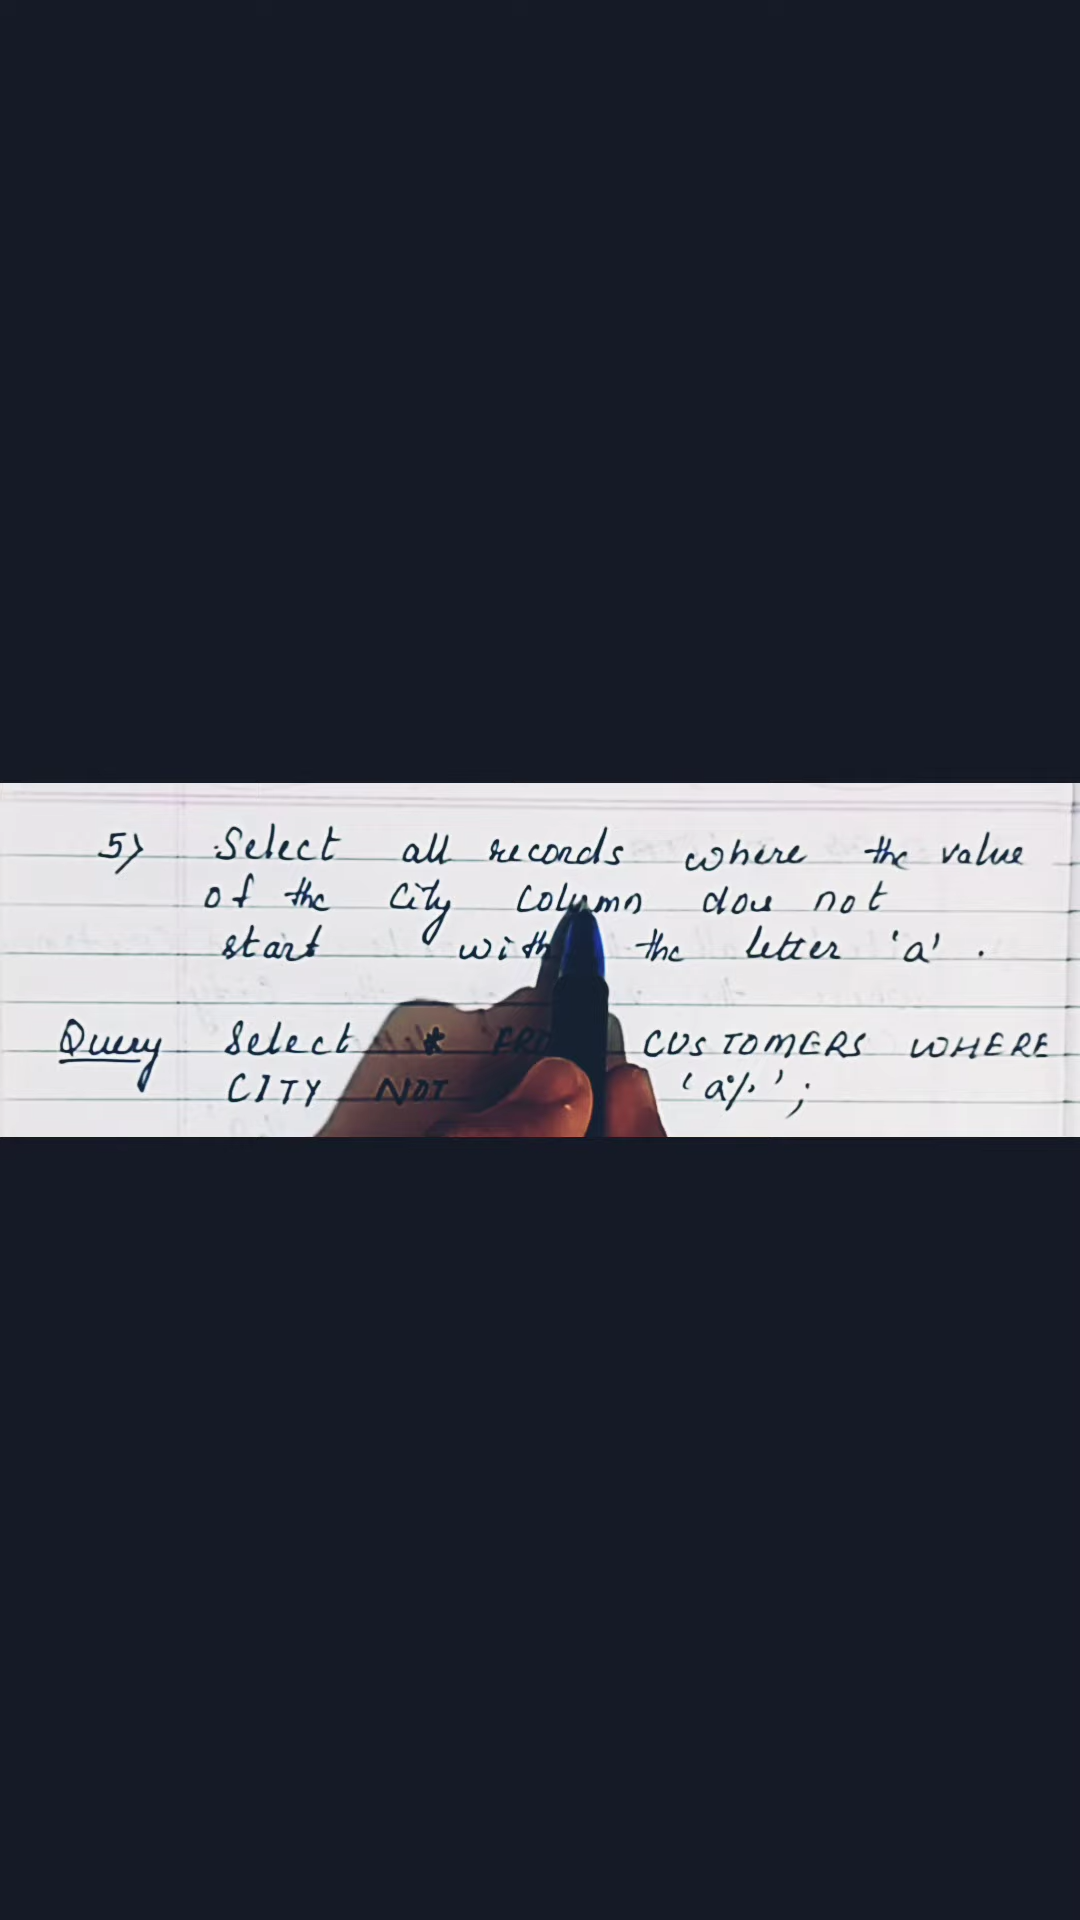 5) Select all records where the value
of the City Column does not
start with the letter 'a'.
Query Select * FRO CUSTOMERS WHERE
CITY NOT 'a%';